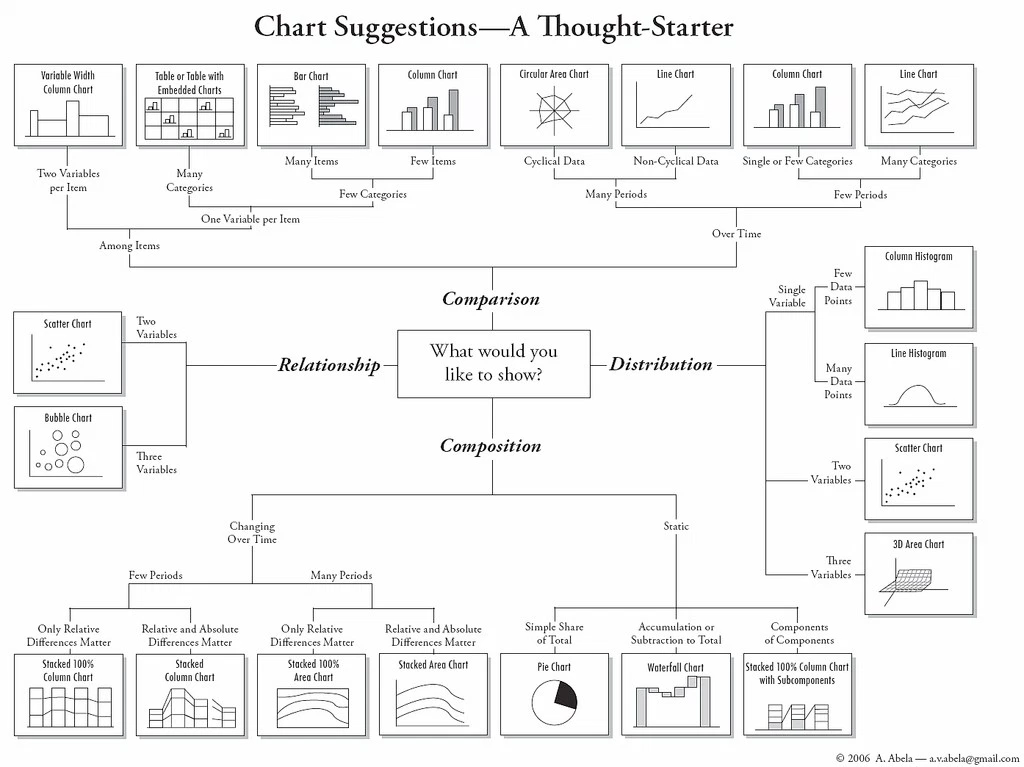 Chart Suggestions—A Thought-Starter
Variable Width
Column Chart
Table or Table with
Embedded Charts
Bar Chart
Column Chart
Circular Area Chart
Line Chart
Column Chart
Line Chart
Two Variables
per Item
Many
Categories
Many Items
Few Items
Cyclical Data
Non-Cyclical Data
Single or Few Categories
Many Categories
Few Categories
Many Periods
Few Periods
One Variable per Item
Among Items
Over Time
Comparison
What would you
like to show?
Relationship
Two
Variables
Scatter Chart
Three
Variables
Bubble Chart
Distribution
Single
Variable
Few
Data
Points
Column Histogram
Many
Data
Points
Line Histogram
Two
Variables
Scatter Chart
Three
Variables
3D Area Chart
Composition
Changing
Over Time
Static
Few Periods
Many Periods
Only Relative
Differences Matter
Relative and Absolute
Differences Matter
Only Relative
Differences Matter
Relative and Absolute
Differences Matter
Simple Share
of Total
Accumulation or
Subtraction to Total
Components
of Components
Stacked 100%
Column Chart
Stacked
Column Chart
Stacked 100%
Area Chart
Stacked Area Chart
Pie Chart
Waterfall Chart
Stacked 100% Column Chart
with Subcomponents
© 2006 A. Abela — a.v.abela@gmail.com